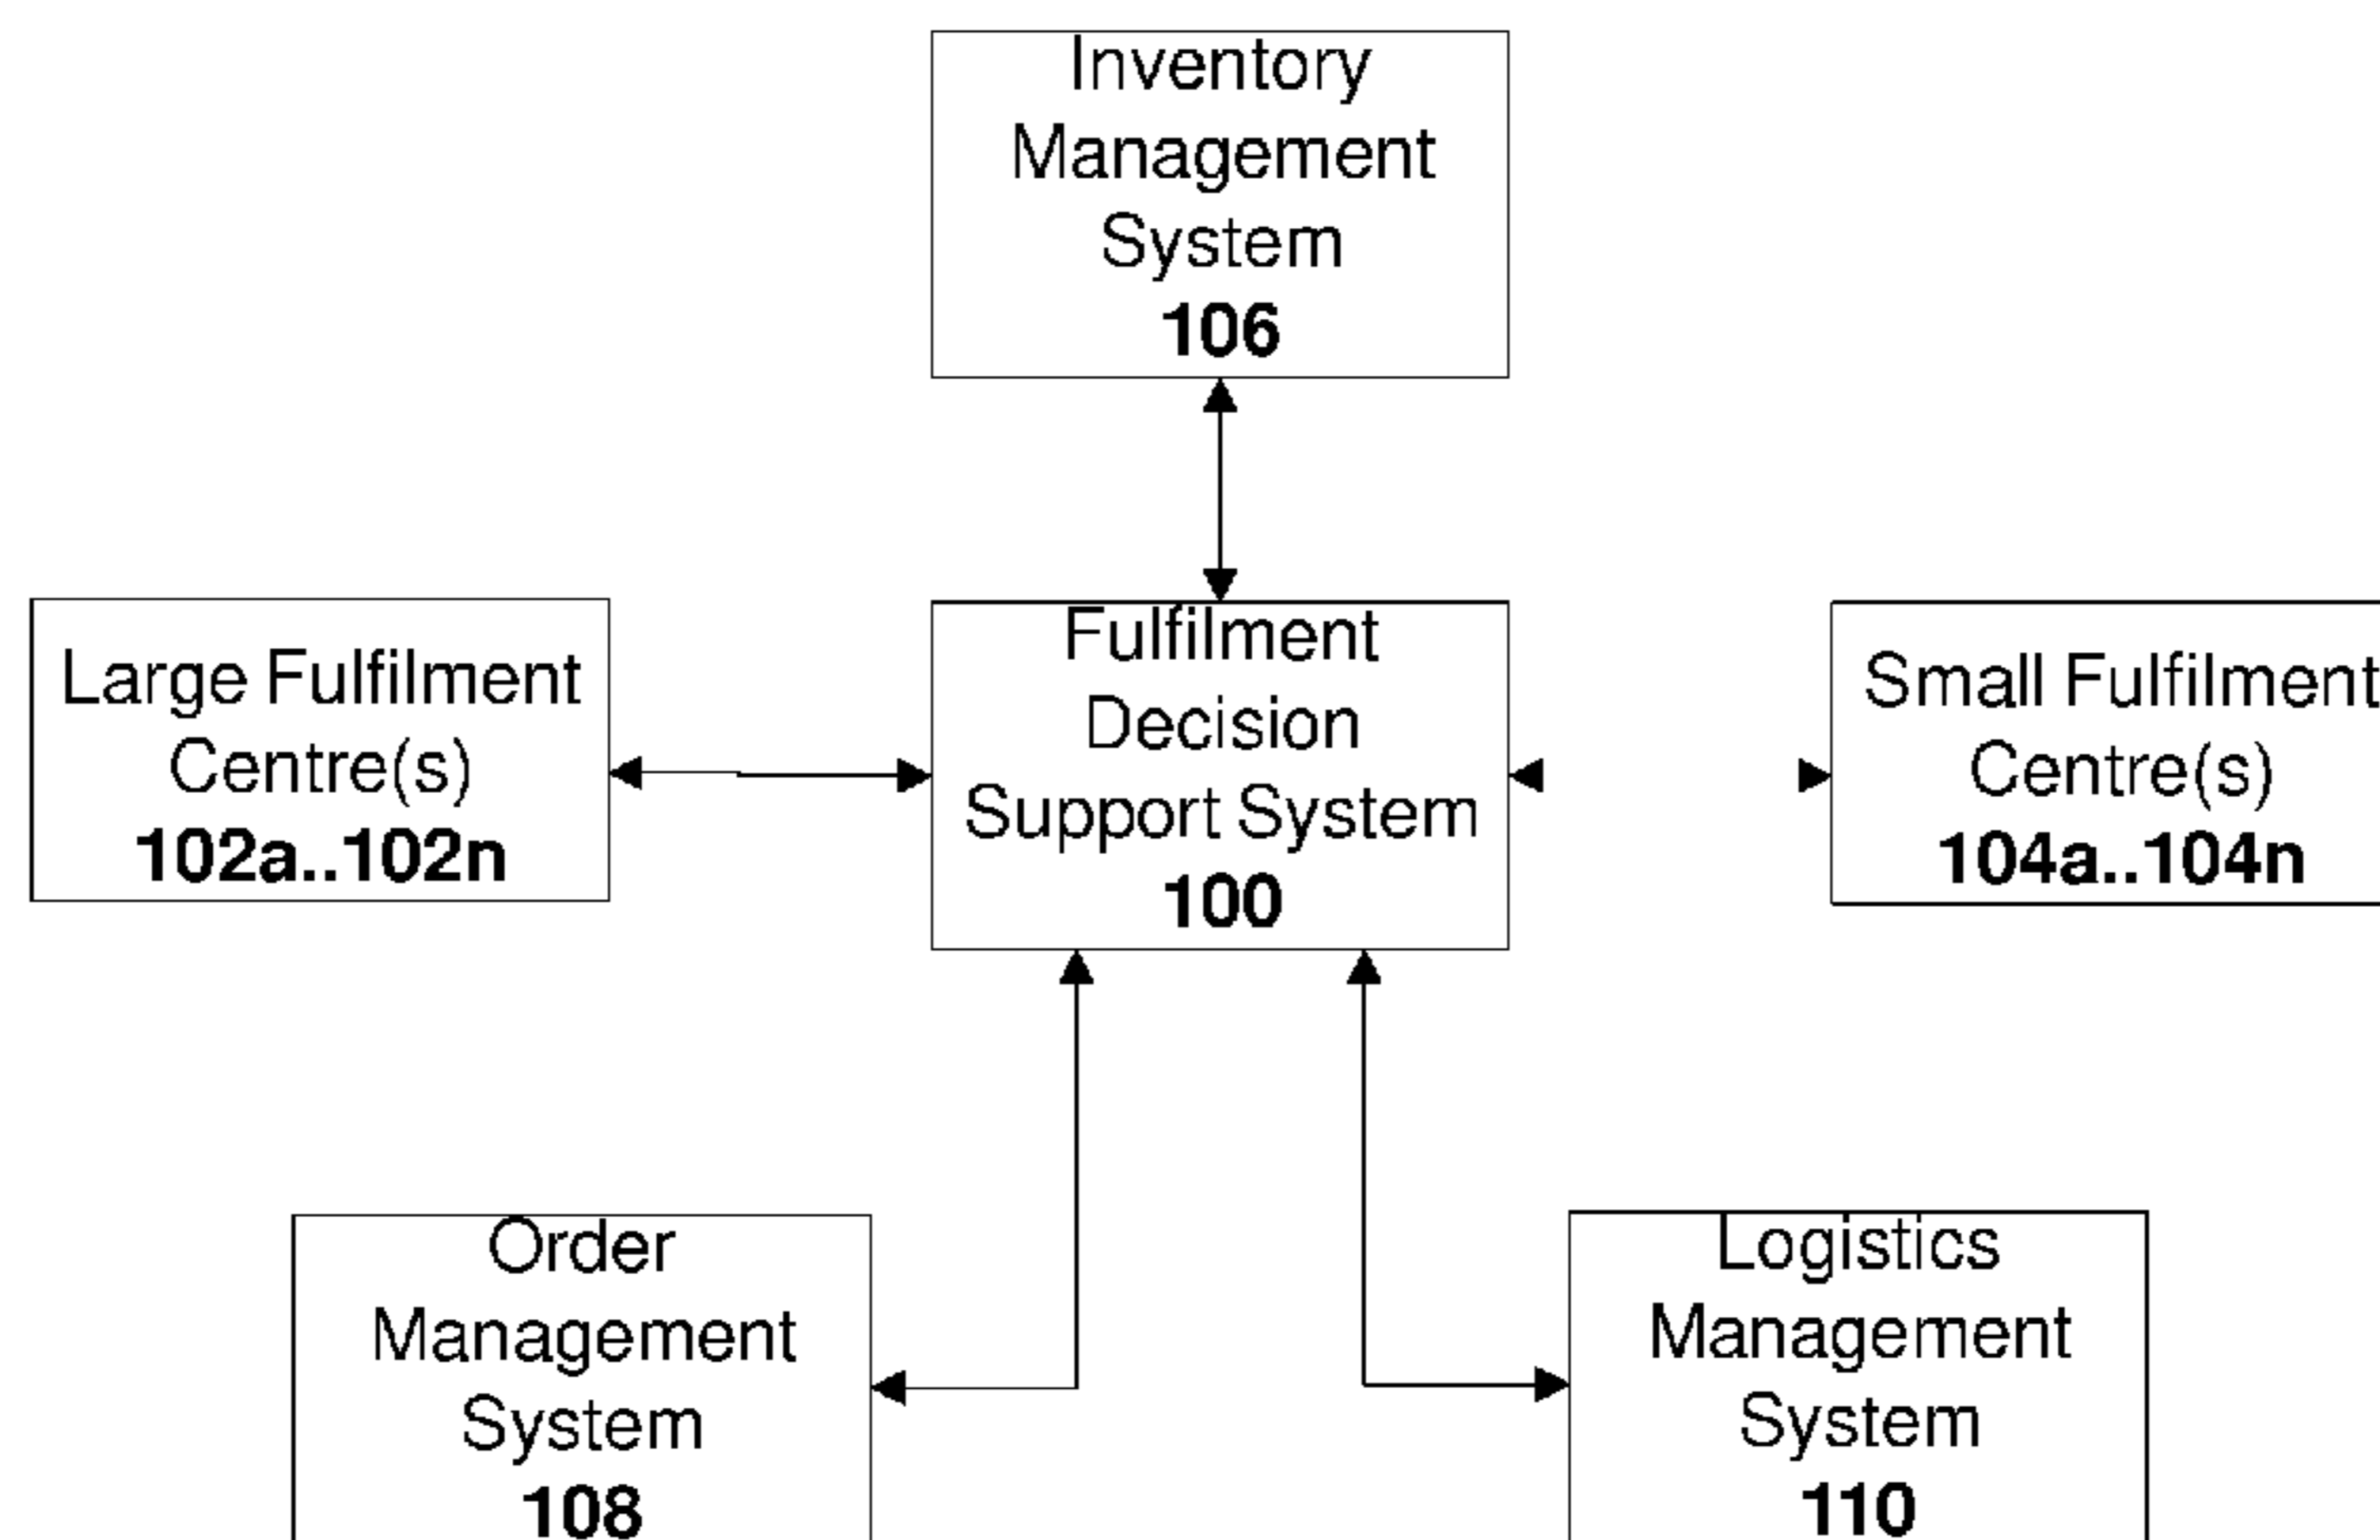 Inventory
Management
System
106
Large Fulfilment
Centre(s)
102a..102n
Fulfilment
Decision
Support System
100
Small Fulfilment
Centre(s)
104a..104n
Order
Management
System
108
Logistics
Management
System
110